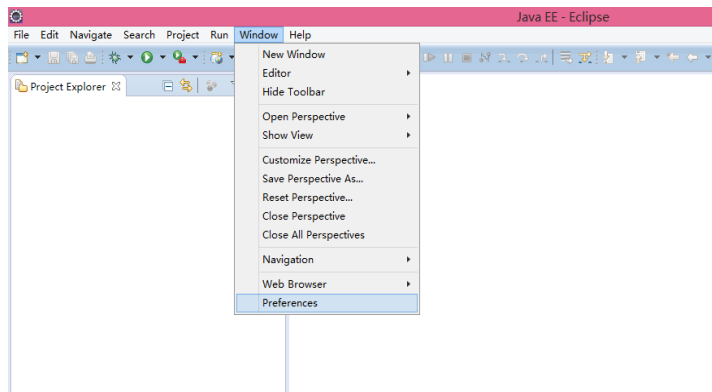 Java EE - Eclipse
File Edit Navigate Search Project Run Window Help
Project Explorer
New Window
Editor
Hide Toolbar
Open Perspective
Show View
Customize Perspective...
Save Perspective As...
Reset Perspective...
Close Perspective
Close All Perspectives
Navigation
Web Browser
Preferences